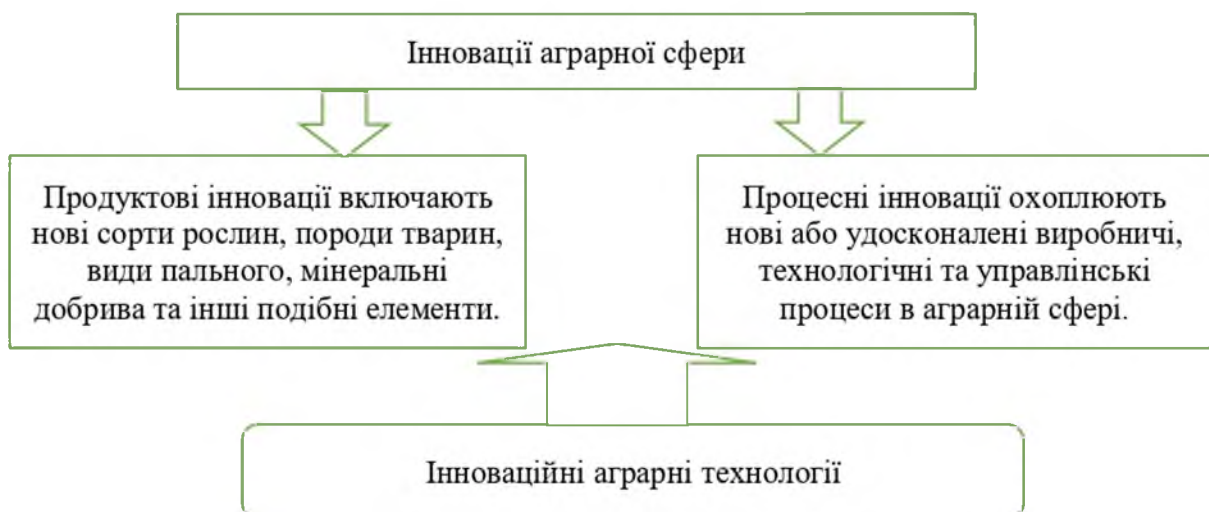 Інновації аграрної сфери
Продуктові інновації включають
нові сорти рослин, породи тварин,
види пального, мінеральні
добрива та інші подібні елементи.
Процесні інновації охоплюють
нові або удосконалені виробничі,
технологічні та управлінські
процеси в аграрній сфері.
Інноваційні аграрні технології